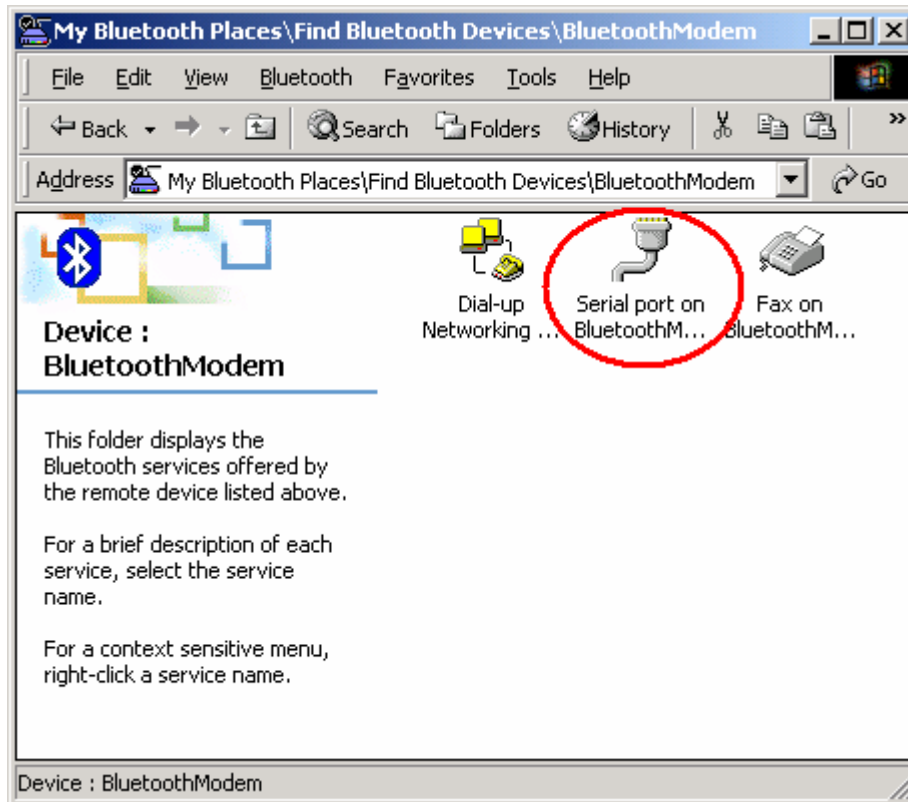 My Bluetooth Places\Find Bluetooth Devices\BluetoothModem
File Edit View Bluetooth Favorites Tools Help
Back Search Folders History »
Address My Bluetooth Places\Find Bluetooth Devices\BluetoothModem Go
Device :
BluetoothModem
This folder displays the
Bluetooth services offered by
the remote device listed above.
For a brief description of each
service, select the service
name.
For a context sensitive menu,
right-click a service name.
Dial-up
Networking ...
Serial port on
BluetoothM...
Fax on
BluetoothM...
Device : BluetoothModem